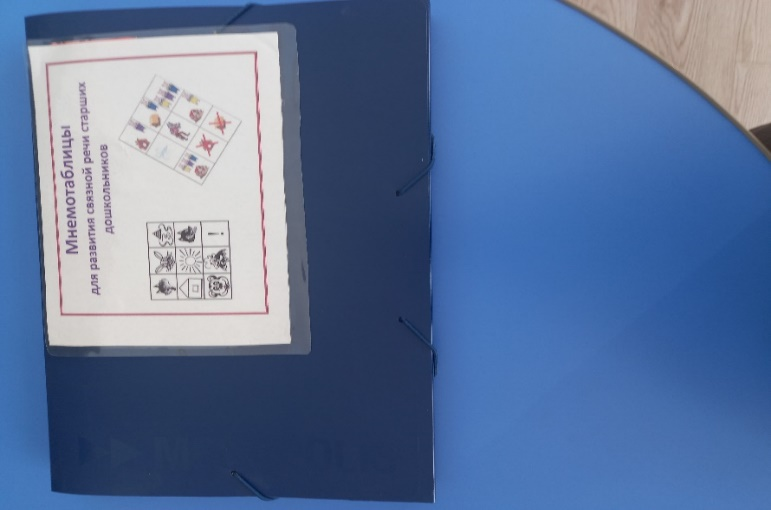 Мнемотаблицы
для развития связной речи старших
дошкольников
!